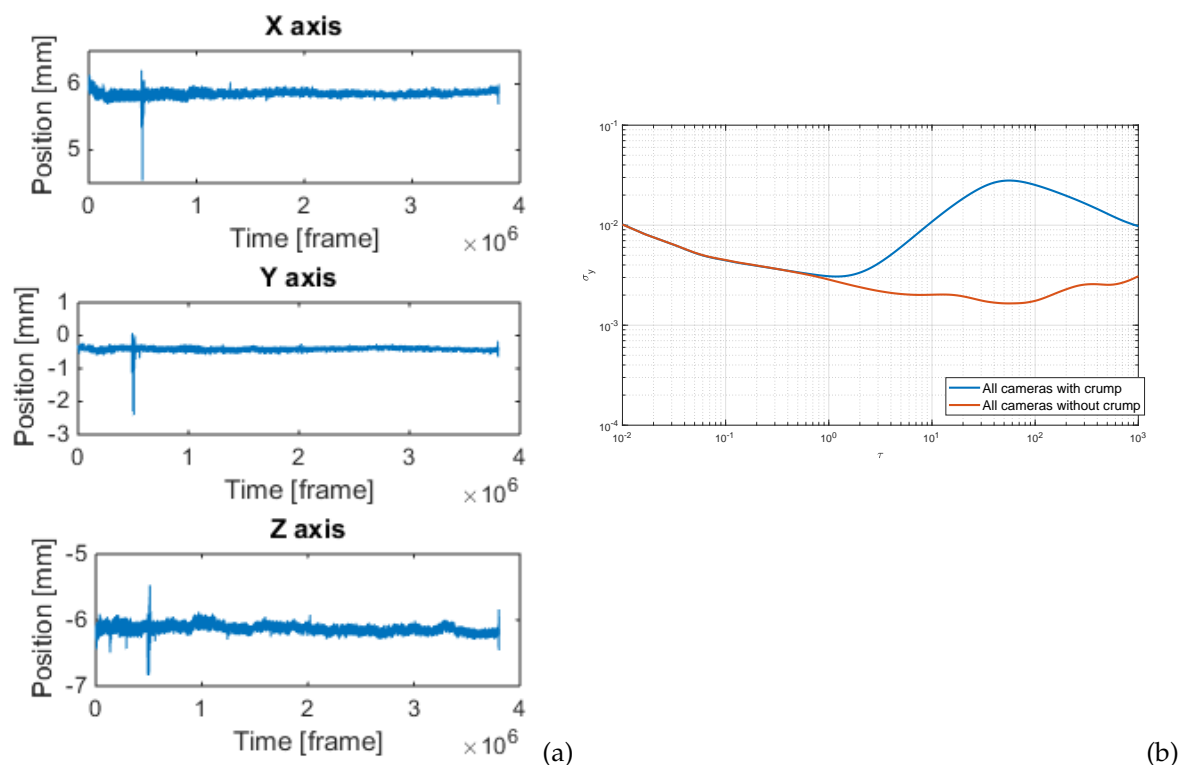 X axis
Position [mm]
6
5
0
1
2
3
4
Time [frame]
× 10^6
Y axis
Position [mm]
1
0
-1
-2
-3
0
1
2
3
4
Time [frame]
× 10^6
Z axis
Position [mm]
-5
-6
-7
0
1
2
3
4
Time [frame]
× 10^6
(a)
10^-1
10^-2
10^-3
10^-4
σ_y
10^-2
10^-1
10^0
10^1
10^2
10^3
τ
All cameras with crump
All cameras without crump
(b)